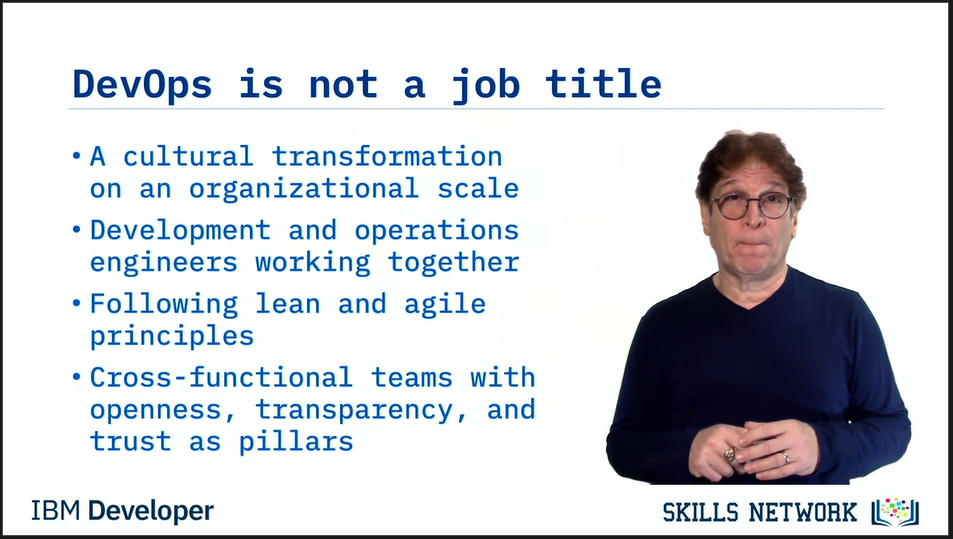 DevOps is not a job title
• A cultural transformation
on an organizational scale
• Development and operations
engineers working together
• Following lean and agile
principles
• Cross-functional teams with
openness, transparency, and
trust as pillars
IBM Developer
SKILLS NETWORK